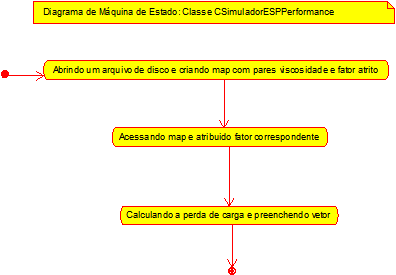 Diagrama de Máquina de Estado: Classe CSimuladorESPPerformance
Abrindo um arquivo de disco e criando map com pares viscosidade e fator atrito
Acessando map e atribuido fator correspondente
Calculando a perda de carga e preenchendo vetor